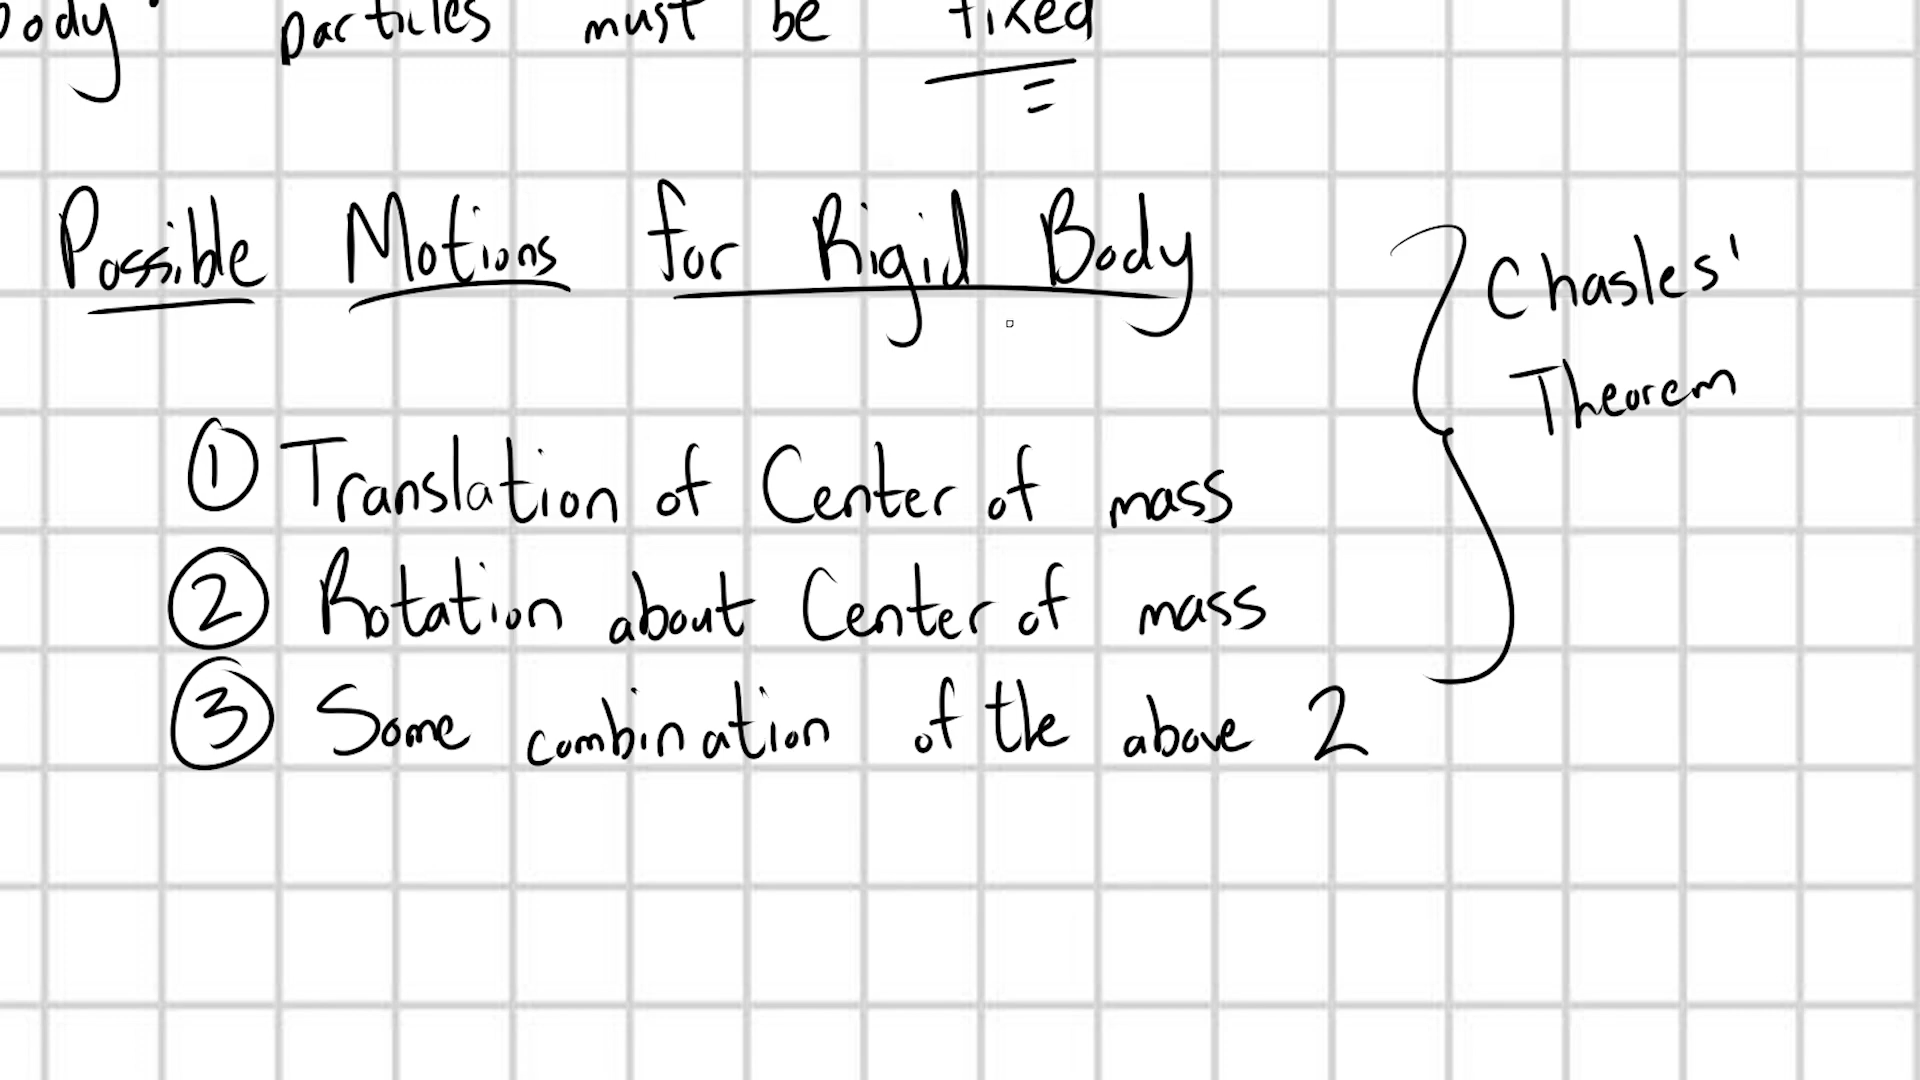 body particles must be fixed
Possible Motions for Rigid Body
Chasles'
Theorem
① Translation of Center of mass
② Rotation about Center of mass
③ Some combination of the above 2